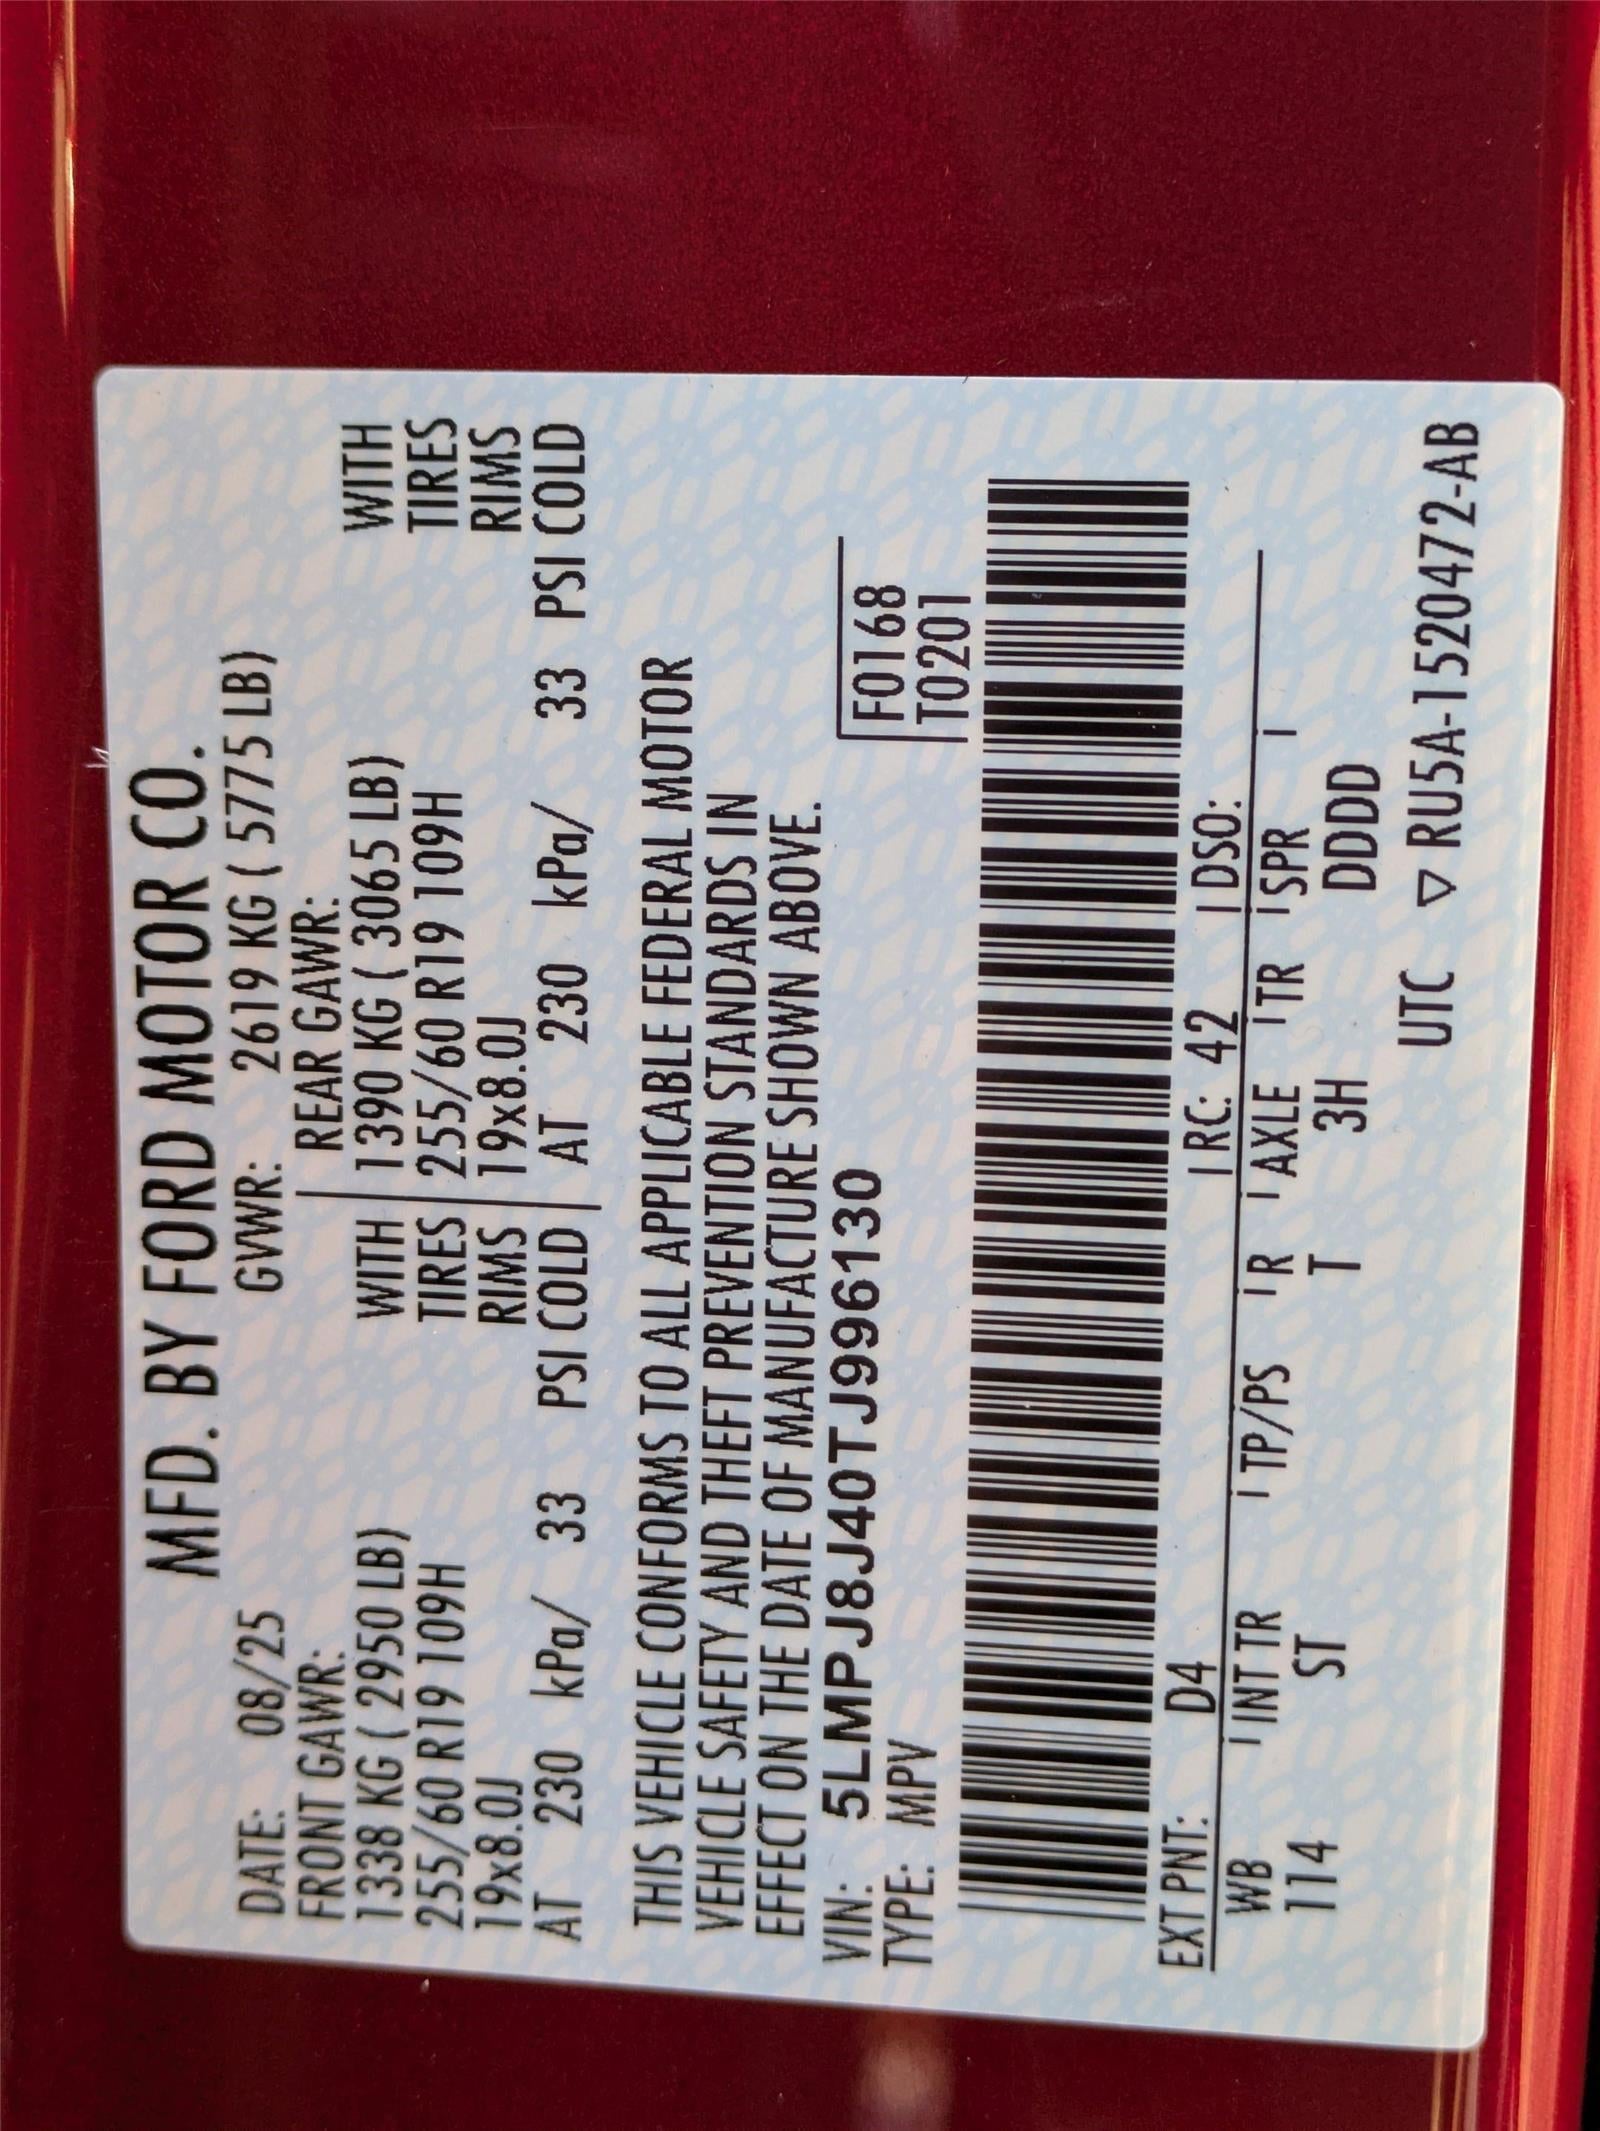 MFD. BY FORD MOTOR CO.
DATE: 08/25 GVWR: 2619 KG ( 5775 LB)
FRONT GAWR: REAR GAWR:
1338 KG ( 2950 LB) WITH 1390 KG ( 3065 LB) WITH
255/60 R19 109H TIRES 255/60 R19 109H TIRES
19x8.0J RIMS 19x8.0J RIMS
AT 230 kPa/ 33 PSI COLD AT 230 kPa/ 33 PSI COLD
THIS VEHICLE CONFORMS TO ALL APPLICABLE FEDERAL MOTOR
VEHICLE SAFETY AND THEFT PREVENTION STANDARDS IN
EFFECT ON THE DATE OF MANUFACTURE SHOWN ABOVE.
VIN: 5LMPJ8J40TJ996130 F0168
TYPE: MPV T0201
EXT PNT: D4 RC: 42 DSO:
WB INT TR TP/PS R AXLE TR SPR
114 ST T 3H DDDD
UTC ▽ RU5A-1520472-AB